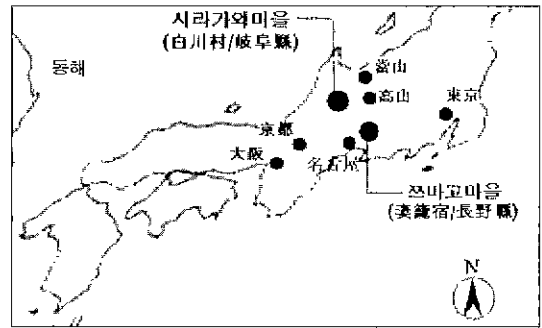 시라가와마을
(白川村/岐阜縣)
동해
富山
高山
東京
京都
大阪
名古屋
쯔마고마을
(妻籠宿/長野縣)
N